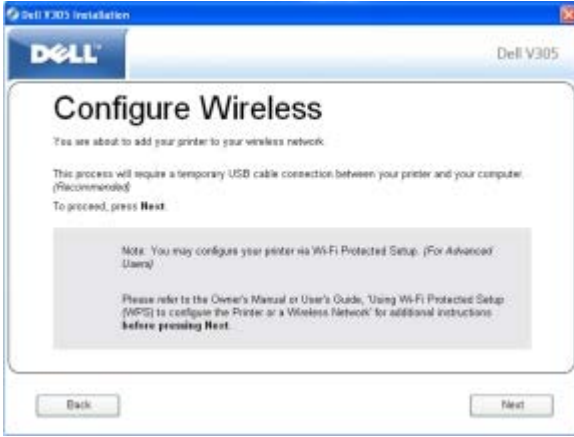 Dell V305 Installation
DELL
Dell V305
Configure Wireless
You are about to add your printer to your wireless network.
This process will require a temporary USB cable connection between your printer and your computer.
(Recommended)
To proceed, press Next.
Note: You may configure your printer via Wi-Fi Protected Setup. (For Advanced
Users)
Please refer to the Owner's Manual or User's Guide, 'Using Wi-Fi Protected Setup
(WPS) to configure the Printer or a Wireless Network' for additional instructions
before pressing Next.
Back
Next